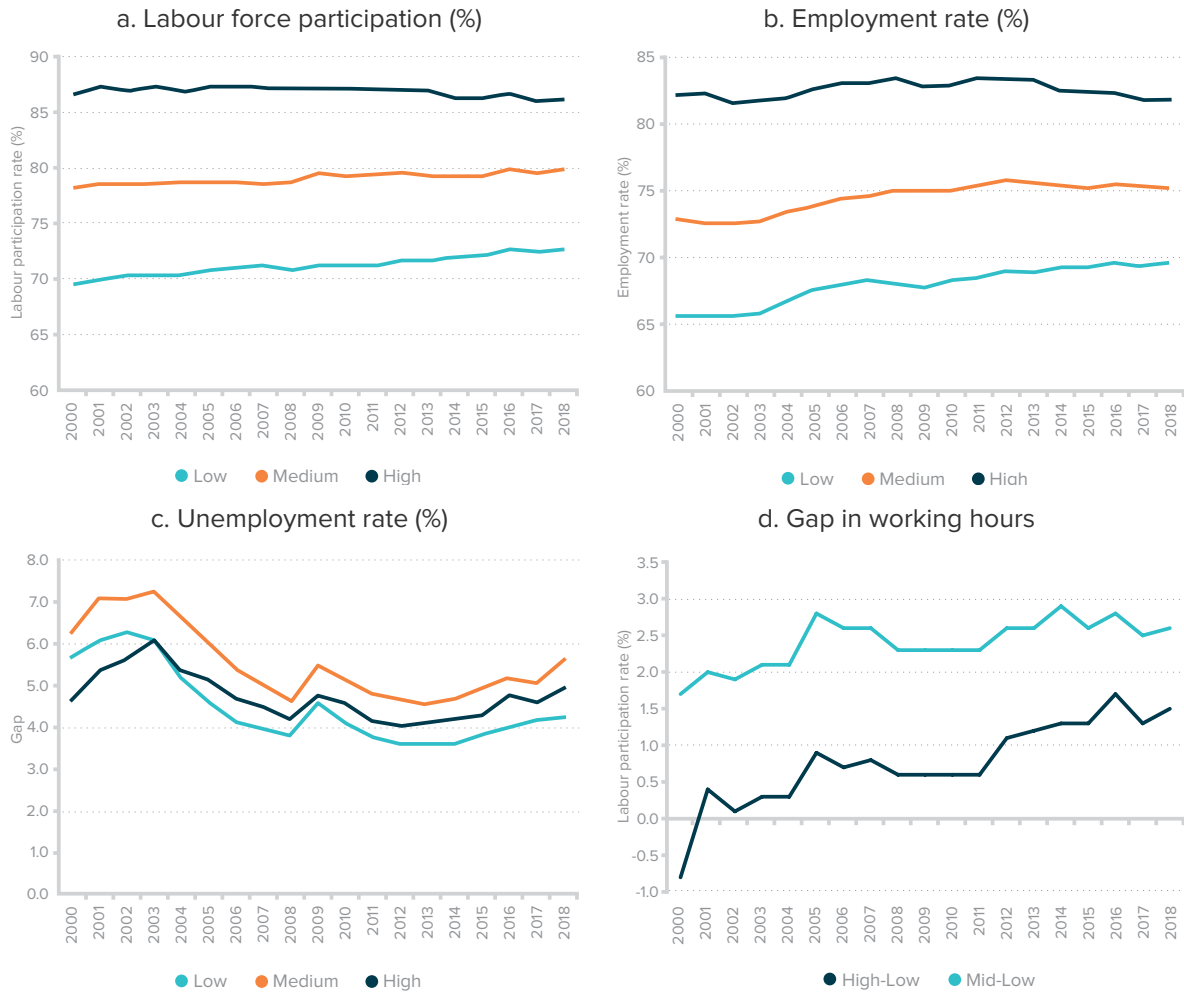 a. Labour force participation (%)
Labour participation rate (%)
90
85
80
75
70
65
60
2000 2001 2002 2003 2004 2005 2006 2007 2008 2009 2010 2011 2012 2013 2014 2015 2016 2017 2018
Low Medium High
b. Employment rate (%)
Employment rate (%)
85
80
75
70
65
60
2000 2001 2002 2003 2004 2005 2006 2007 2008 2009 2010 2011 2012 2013 2014 2015 2016 2017 2018
Low Medium High
c. Unemployment rate (%)
Gap
8.0
7.0
6.0
5.0
4.0
3.0
2.0
1.0
0.0
2000 2001 2002 2003 2004 2005 2006 2007 2008 2009 2010 2011 2012 2013 2014 2015 2016 2017 2018
Low Medium High
d. Gap in working hours
Labour participation rate (%)
3.5
3.0
2.5
2.0
1.5
1.0
0.0
-0.5
-1.0
2000 2001 2002 2003 2004 2005 2006 2007 2008 2009 2010 2011 2012 2013 2014 2015 2016 2017 2018
High-Low Mid-Low